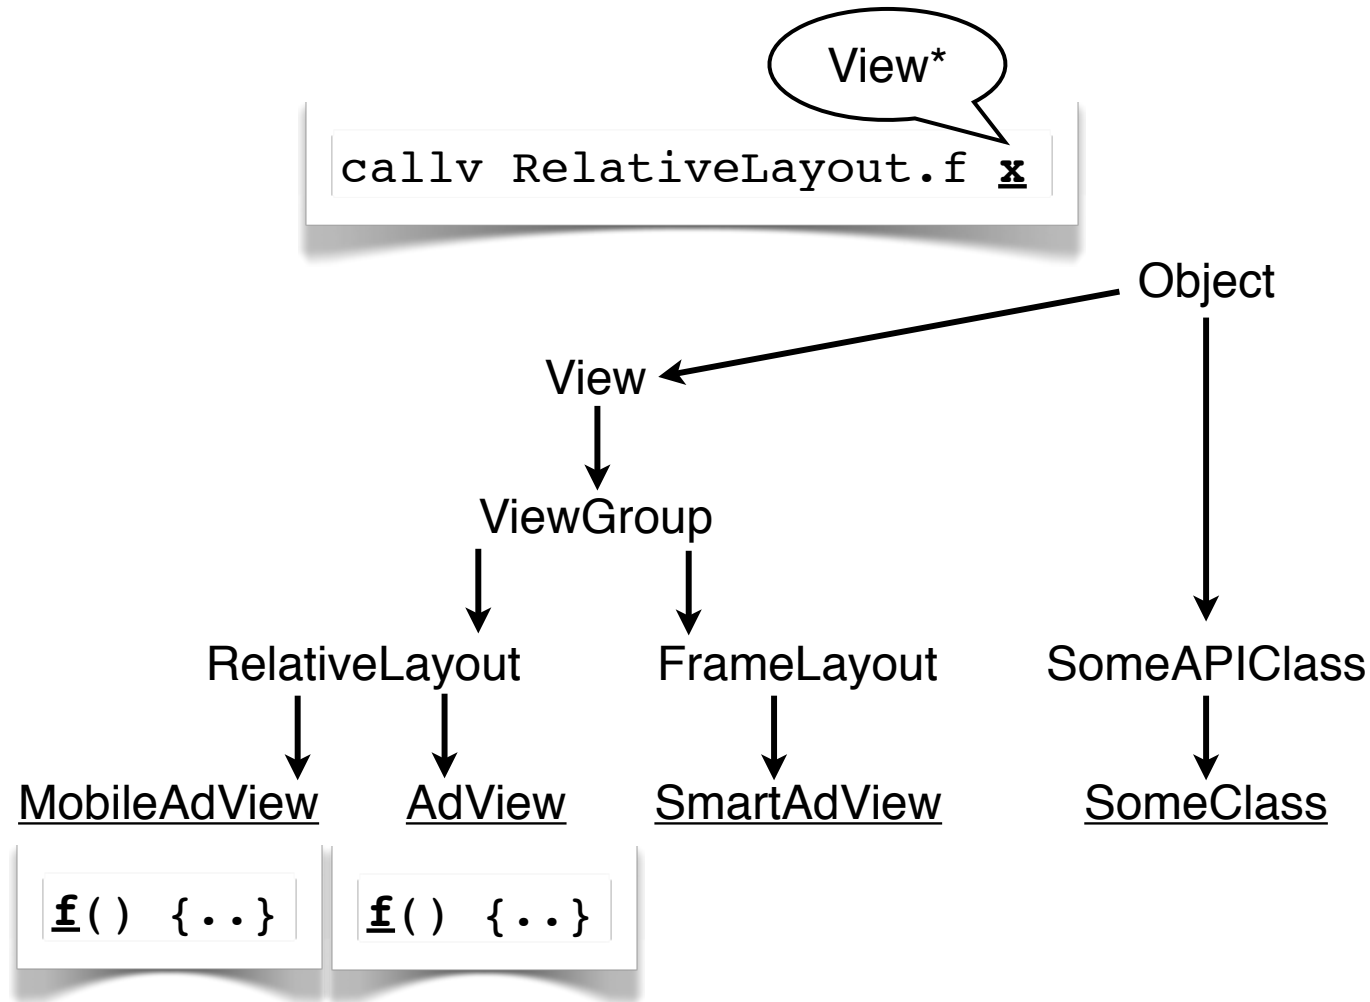 View*
callv RelativeLayout.f x
Object
View
ViewGroup
RelativeLayout FrameLayout SomeAPIClass
MobileAdView AdView SmartAdView SomeClass
f() {..} f() {..}